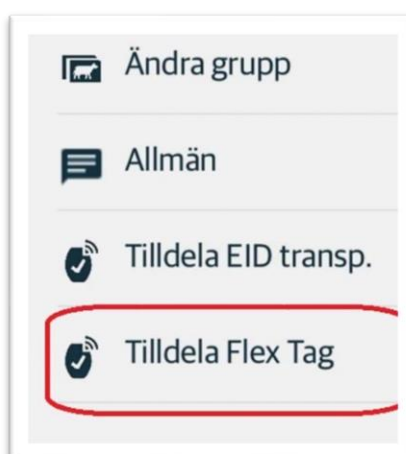 Ändra grupp
Allmän
Tilldela EID transp.
Tilldela Flex Tag